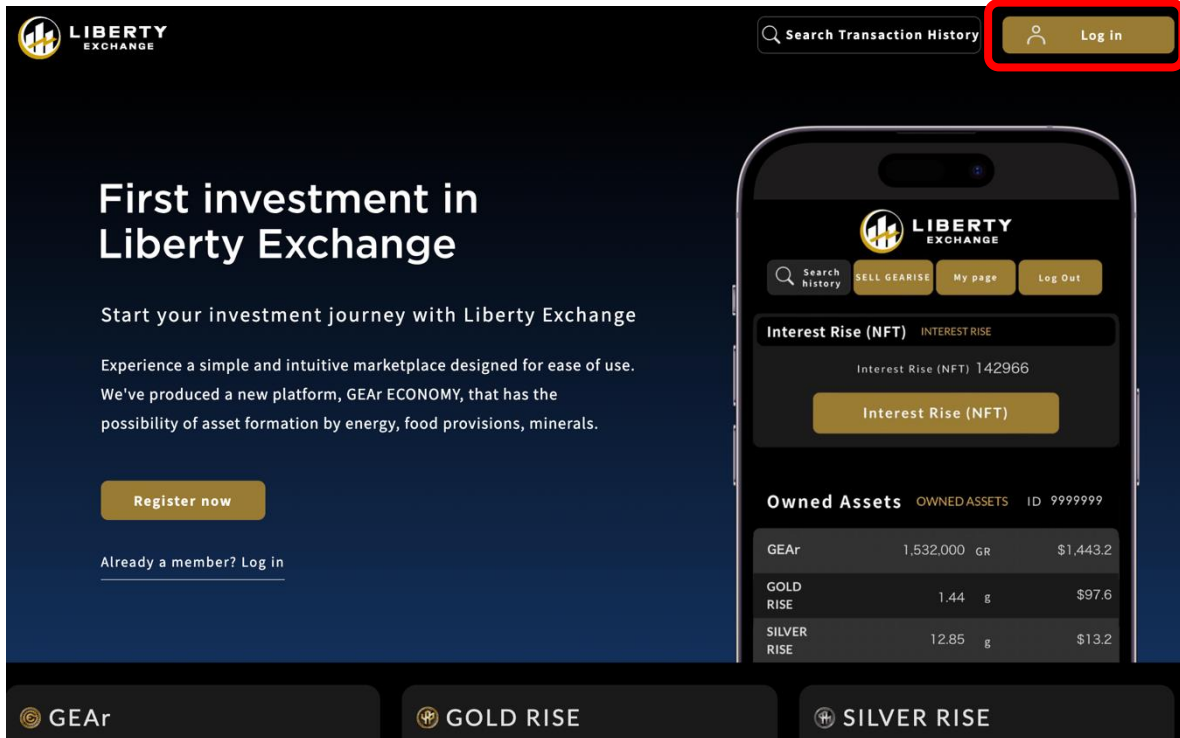 LIBERTY
EXCHANGE
Search Transaction History
Log in
First investment in
Liberty Exchange
Start your investment journey with Liberty Exchange
Experience a simple and intuitive marketplace designed for ease of use.
We've produced a new platform, GEAr ECONOMY, that has the
possibility of asset formation by energy, food provisions, minerals.
Register now
Already a member? Log in
LIBERTY
EXCHANGE
Search
history
SELL GEARISE
My page
Log Out
Interest Rise (NFT) INTEREST RISE
Interest Rise (NFT) 142966
Interest Rise (NFT)
Owned Assets OWNED ASSETS ID 9999999
GEAr 1,532,000 GR $1,443.2
GOLD
RISE 1.44 g $97.6
SILVER
RISE 12.85 g $13.2
GEAr
GOLD RISE
SILVER RISE